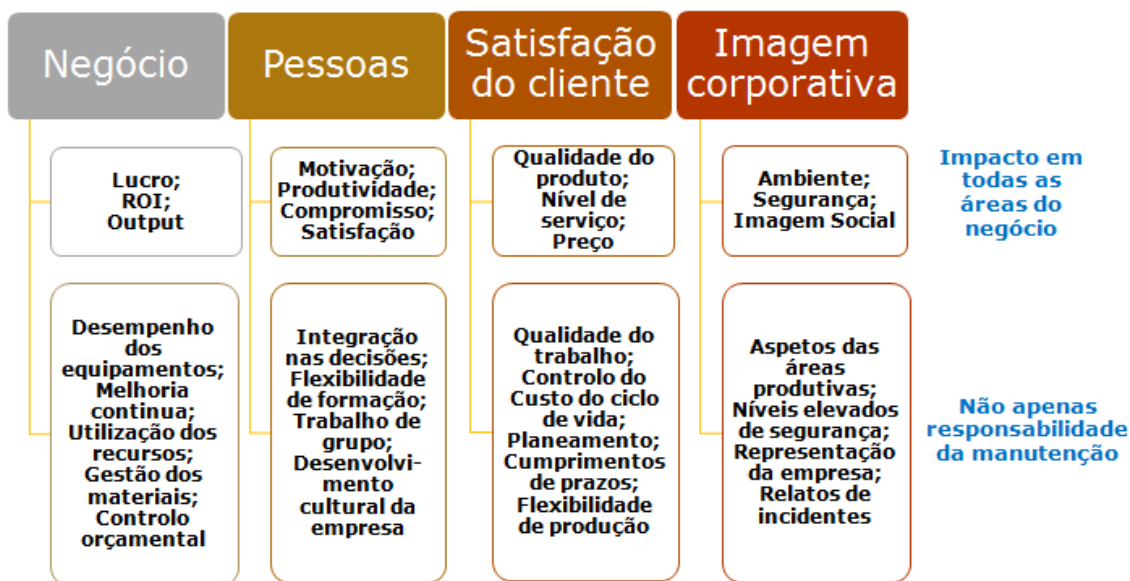 Negócio
Pessoas
Satisfação
do cliente
Imagem
corporativa
Lucro;
ROI;
Output
Motivação;
Produtividade;
Compromisso;
Satisfação
Qualidade do
produto;
Nível de
serviço;
Preço
Ambiente;
Segurança;
Imagem Social
Impacto em
todas as
áreas do
negócio
Desempenho
dos
equipamentos;
Melhoria
continua;
Utilização dos
recursos;
Gestão dos
materiais;
Controlo
orçamental
Integração
nas decisões;
Flexibilidade
de formação;
Trabalho de
grupo;
Desenvolvi-
mento
cultural da
empresa
Qualidade do
trabalho;
Controlo do
Custo do ciclo
de vida;
Planeamento;
Cumprimentos
de prazos;
Flexibilidade
de produção
Aspetos das
áreas
produtivas;
Níveis elevados
de segurança;
Representação
da empresa;
Relatos de
incidentes
Não apenas
responsabilidade
da manutenção